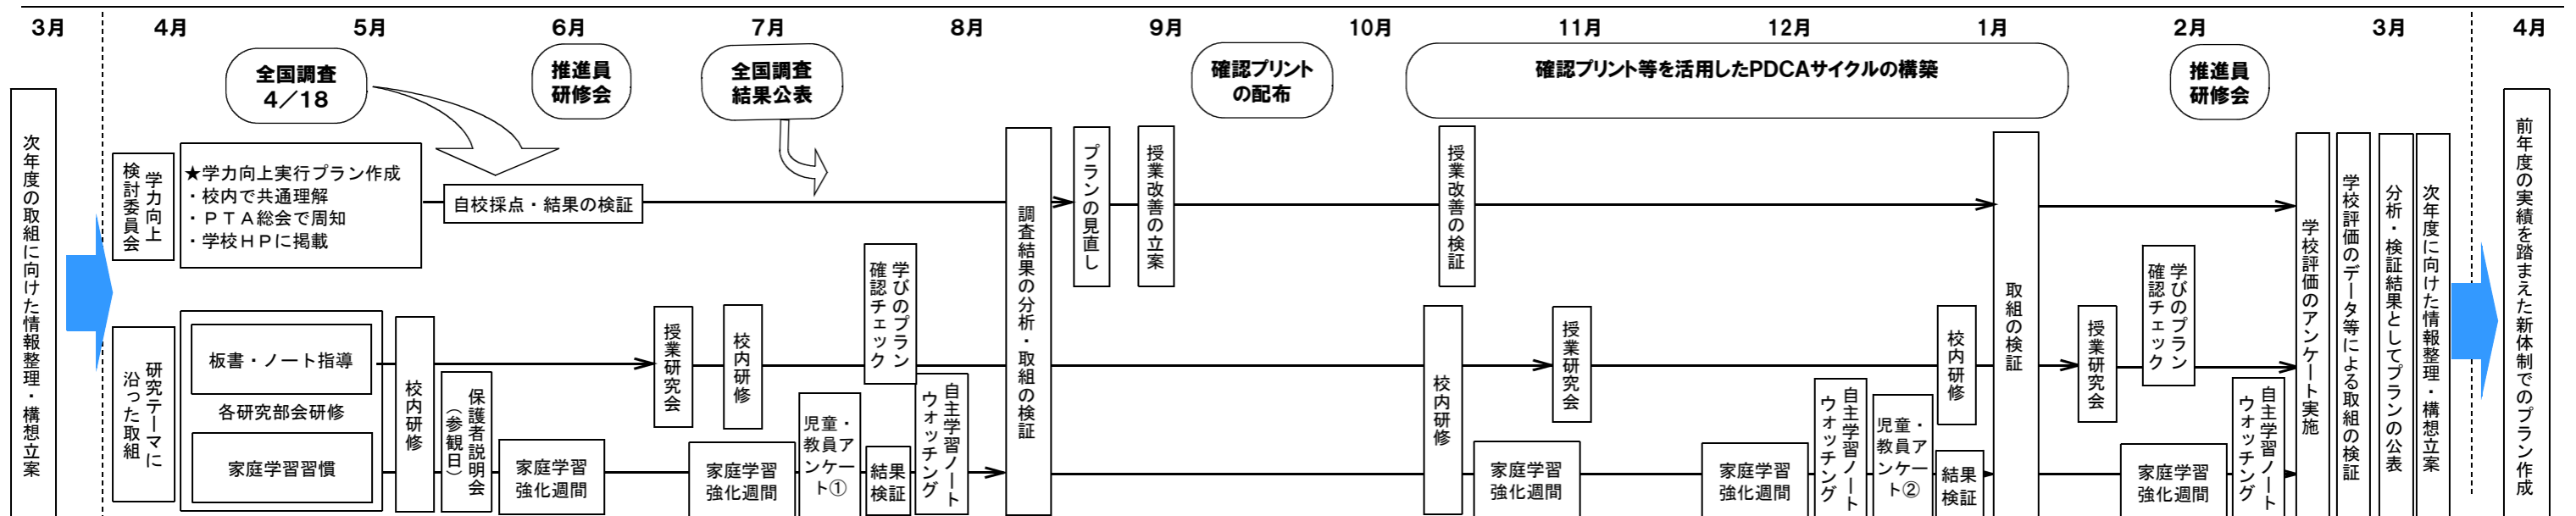 3月
4月
5月
6月
7月
8月
9月
10月
11月
12月
1月
2月
3月
4月
全国調査
4／18
推進員
研修会
全国調査
結果公表
確認プリント
の配布
確認プリント等を活用したPDCAサイクルの構築
推進員
研修会
次年度の取組に向けた情報整理・構想立案
学力向上
検討委員会
★学力向上実行プラン作成
・校内で共通理解
・ＰＴＡ総会で周知
・学校ＨＰに掲載
自校採点・結果の検証
調査結果の分析・取組の検証
プランの見直し
授業改善の立案
授業改善の検証
取組の検証
研究テーマに
沿った取組
板書・ノート指導
各研究部会研修
家庭学習習慣
校内研修
保護者説明会
（参観日）
家庭学習
強化週間
授業研究会
校内研修
家庭学習
強化週間
児童・
教員ア
ンケー
ト①
学びのプラン
確認チェック
結果
検証
自主学習ノート
ウォッチング
校内研修
授業研究会
家庭学習
強化週間
家庭学習
強化週間
自主学習ノート
ウォッチング
児童・
教員ア
ンケー
ト②
校内研修
結果
検証
授業研究会
学びのプラン
確認チェック
家庭学習
強化週間
自主学習ノート
ウォッチング
学校評価のアンケート実施
学校評価のデータ等による取組の検証
分析・検証結果としてプランの公表
次年度に向けた情報整理・構想立案
前年度の実績を踏まえた新体制でのプラン作成